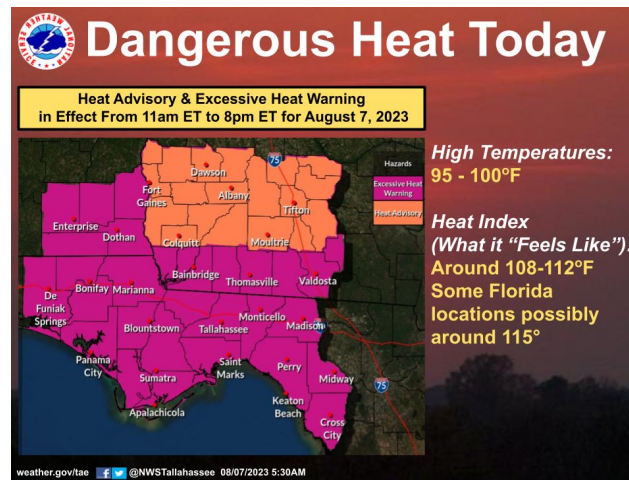 Dangerous Heat Today
Heat Advisory & Excessive Heat Warning
in Effect From 11am ET to 8pm ET for August 7, 2023
High Temperatures:
95 - 100ºF
Heat Index
(What it “Feels Like”):
Around 108-112ºF
Some Florida
locations possibly
around 115°
Hazards
Excessive Heat
Warning
Heat Advisory
75
Dawson
Fort
Gaines
Albany
Tifton
Enterprise
Dothan
Colquitt
Moultrie
Bainbridge
Thomasville
Valdosta
De
Funiak
Springs
Bonifay
Marianna
Blountstown
Tallahassee
Monticello
Madison
Panama
City
Sumatra
Saint
Marks
Perry
Midway
75
Apalachicola
Keaton
Beach
Cross
City
weather.gov/tae
@NWSTallahassee 08/07/2023 5:30AM